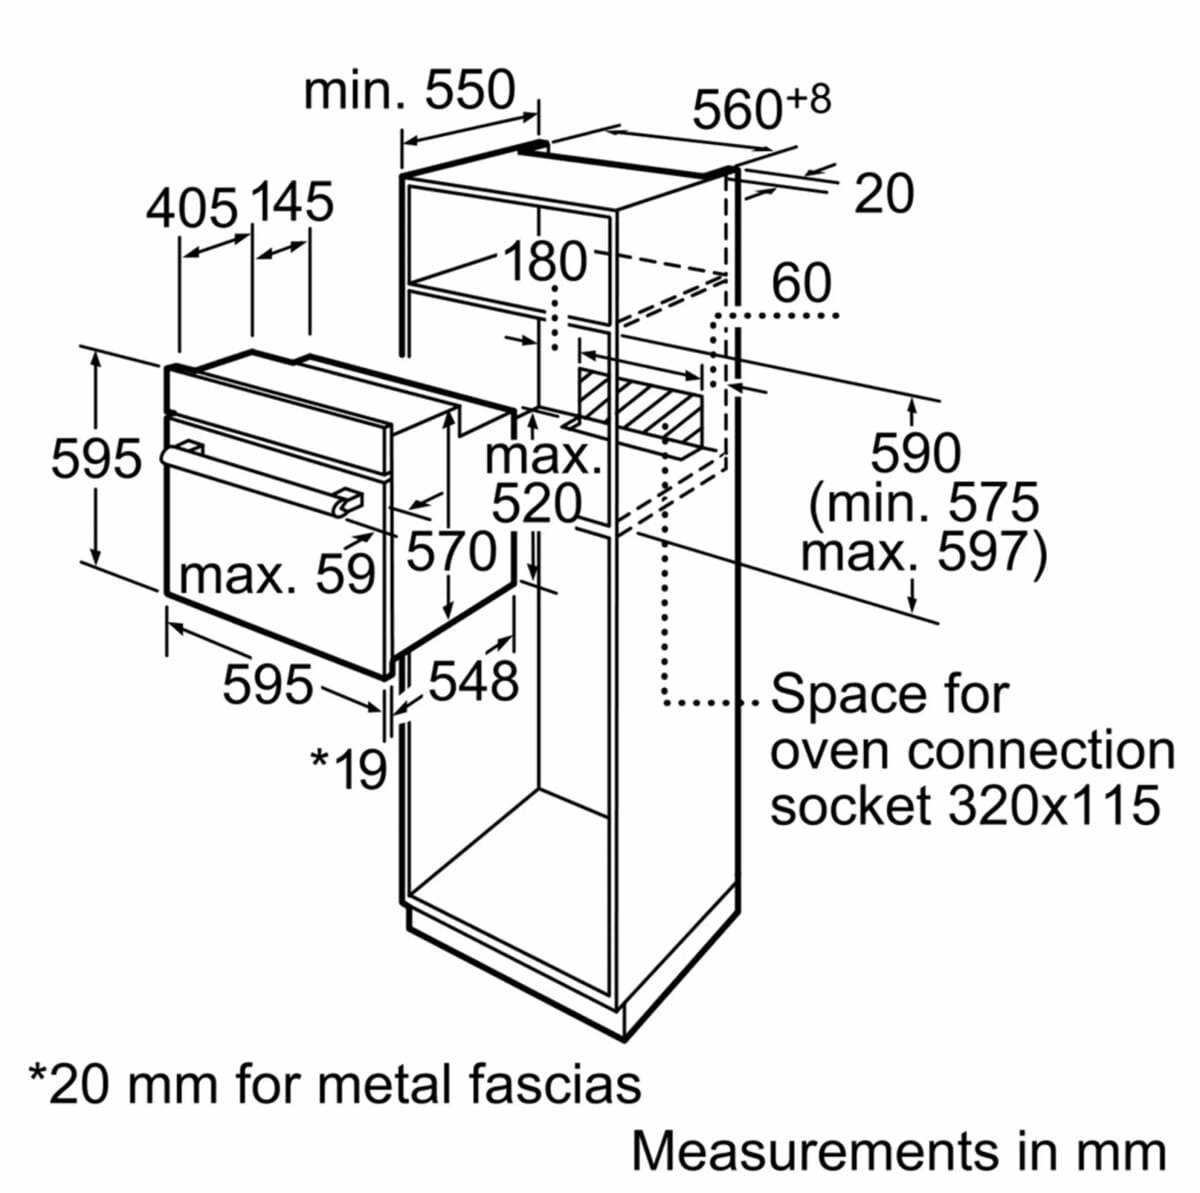 min. 550
560+8
20
405
145
180
60
595
max.
520
590
(min. 575
max. 597)
570
max. 59
595
548
*19
Space for
oven connection
socket 320x115
*20 mm for metal fascias
Measurements in mm